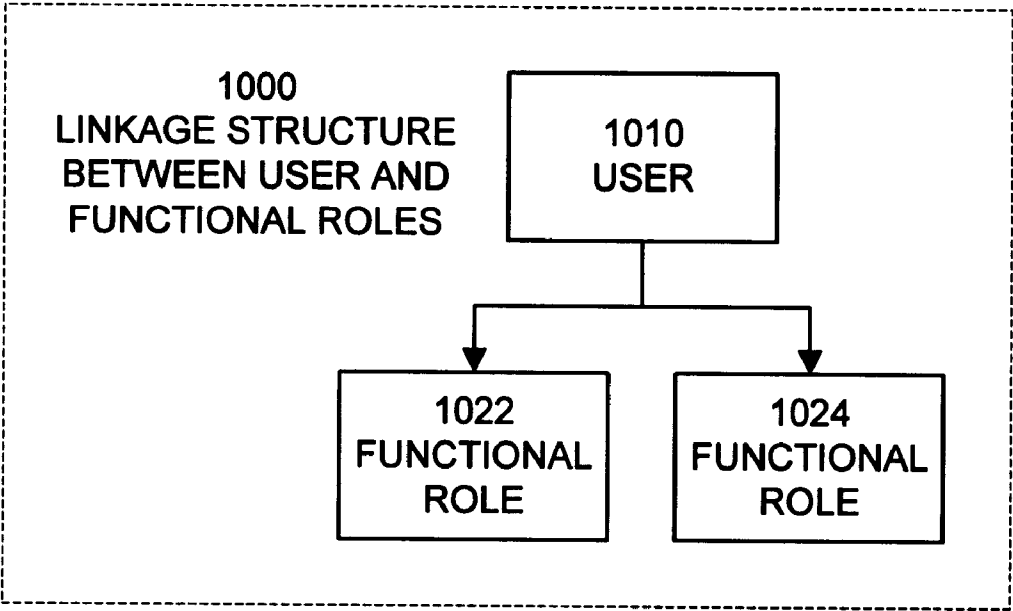 1000
LINKAGE STRUCTURE
BETWEEN USER AND
FUNCTIONAL ROLES
1010
USER
1022
FUNCTIONAL
ROLE
1024
FUNCTIONAL
ROLE